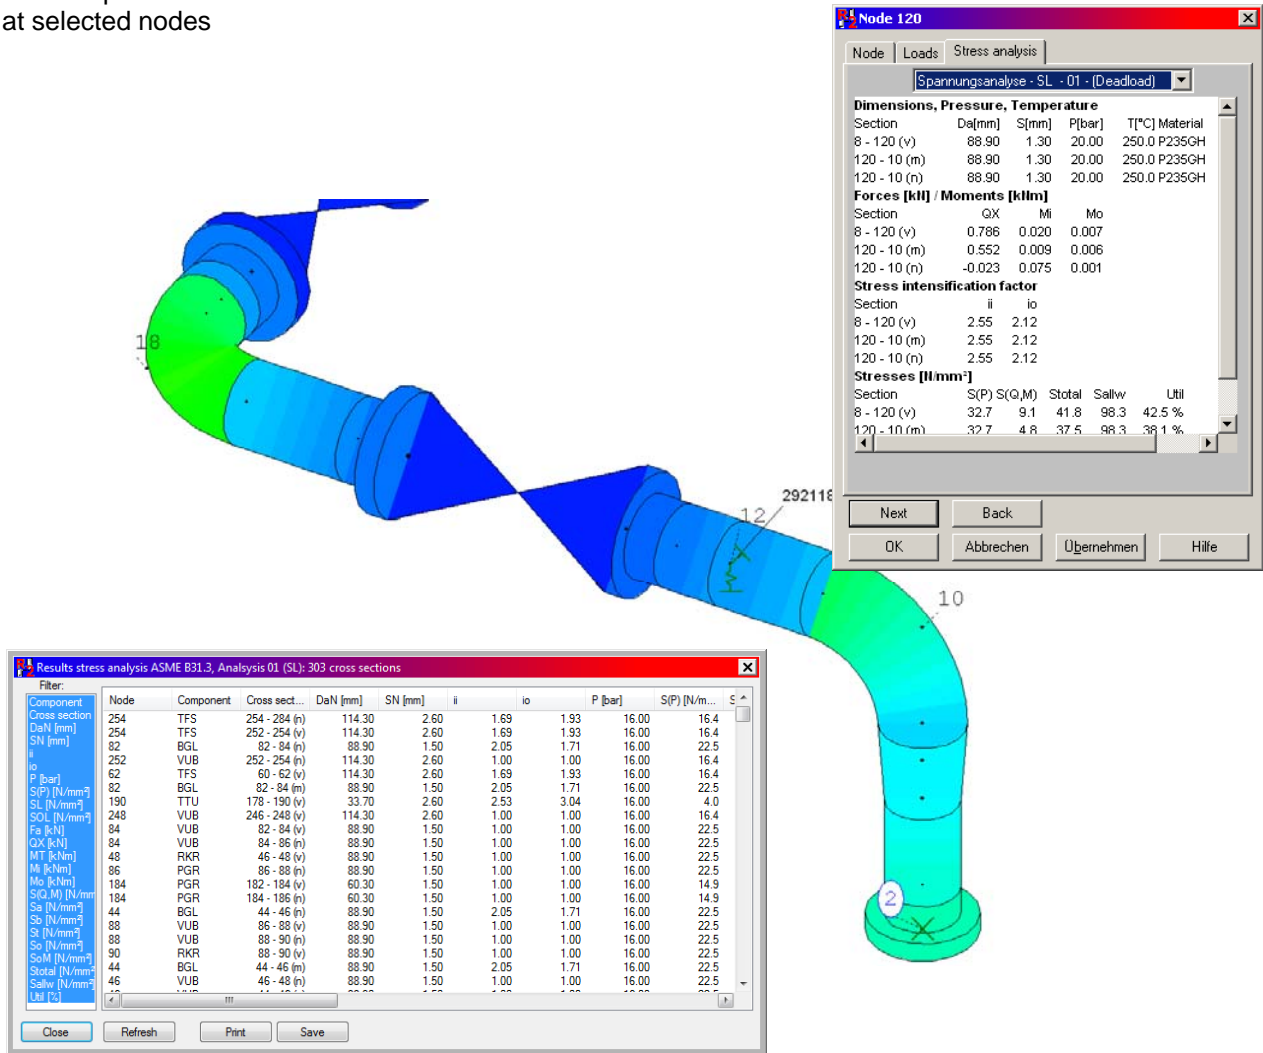 at selected nodes
Node 120
Node Loads Stress analysis
Spannungsanalyse - SL - 01 - (Deadload)
Dimensions, Pressure, Temperature
Section Da[mm] S[mm] P[bar] T[°C] Material
8 - 120 (v) 88.90 1.30 20.00 250.0 P235GH
120 - 10 (m) 88.90 1.30 20.00 250.0 P235GH
120 - 10 (n) 88.90 1.30 20.00 250.0 P235GH
Forces [kN] / Moments [kNm]
Section QX Mi Mo
8 - 120 (v) 0.786 0.020 0.007
120 - 10 (m) 0.552 0.009 0.006
120 - 10 (n) -0.023 0.075 0.001
Stress intensification factor
Section ii io
8 - 120 (v) 2.55 2.12
120 - 10 (m) 2.55 2.12
120 - 10 (n) 2.55 2.12
Stresses [N/mm²]
Section S(P) S(Q,M) Stotal Sallw Util
8 - 120 (v) 32.7 9.1 41.8 98.3 42.5 %
120 - 10 (m) 32.7 4.8 37.5 98.3 38.1 %
Next Back
OK Abbrechen Übernehmen Hilfe
18
292118
12
10
2
Results stress analysis ASME B31.3, Analsysis 01 (SL): 303 cross sections
Filter:
Component
Cross section
DaN [mm]
SN [mm]
ii
io
P [bar]
S(P) [N/mm²]
SL [N/mm²]
SOL [N/mm²]
Fa [kN]
QX [kN]
MT [kNm]
Mi [kNm]
Mo [kNm]
S(Q,M) [N/mm
Sa [N/mm²]
Sb [N/mm²]
St [N/mm²]
So [N/mm²]
SoM [N/mm²]
Stotal [N/mm²
Sallw [N/mm²]
Util [%]
Node Component Cross sect... DaN [mm] SN [mm] ii io P [bar] S(P) [N/m... S
254 TFS 254 - 284 (n) 114.30 2.60 1.69 1.93 16.00 16.4
254 TFS 252 - 254 (v) 114.30 2.60 1.69 1.93 16.00 16.4
82 BGL 82 - 84 (n) 88.90 1.50 2.05 1.71 16.00 22.5
252 VUB 252 - 254 (n) 114.30 2.60 1.00 1.00 16.00 16.4
62 TFS 60 - 62 (v) 114.30 2.60 1.69 1.93 16.00 16.4
82 BGL 82 - 84 (m) 88.90 1.50 2.05 1.71 16.00 22.5
190 TTU 178 - 190 (v) 33.70 2.60 2.53 3.04 16.00 4.0
248 VUB 246 - 248 (v) 114.30 2.60 1.00 1.00 16.00 16.4
84 VUB 82 - 84 (v) 88.90 1.50 1.00 1.00 16.00 22.5
84 VUB 84 - 86 (n) 88.90 1.50 1.00 1.00 16.00 22.5
48 RKR 46 - 48 (v) 88.90 1.50 1.00 1.00 16.00 22.5
86 PGR 86 - 88 (n) 88.90 1.50 1.00 1.00 16.00 22.5
184 PGR 182 - 184 (v) 60.30 1.50 1.00 1.00 16.00 14.9
184 PGR 184 - 186 (n) 60.30 1.50 1.00 1.00 16.00 14.9
44 BGL 44 - 46 (n) 88.90 1.50 2.05 1.71 16.00 22.5
88 VUB 86 - 88 (v) 88.90 1.50 1.00 1.00 16.00 22.5
88 VUB 88 - 90 (n) 88.90 1.50 1.00 1.00 16.00 22.5
90 RKR 88 - 90 (v) 88.90 1.50 1.00 1.00 16.00 22.5
44 BGL 44 - 46 (m) 88.90 1.50 2.05 1.71 16.00 22.5
46 VUB 46 - 48 (n) 88.90 1.50 1.00 1.00 16.00 22.5
Close Refresh Print Save